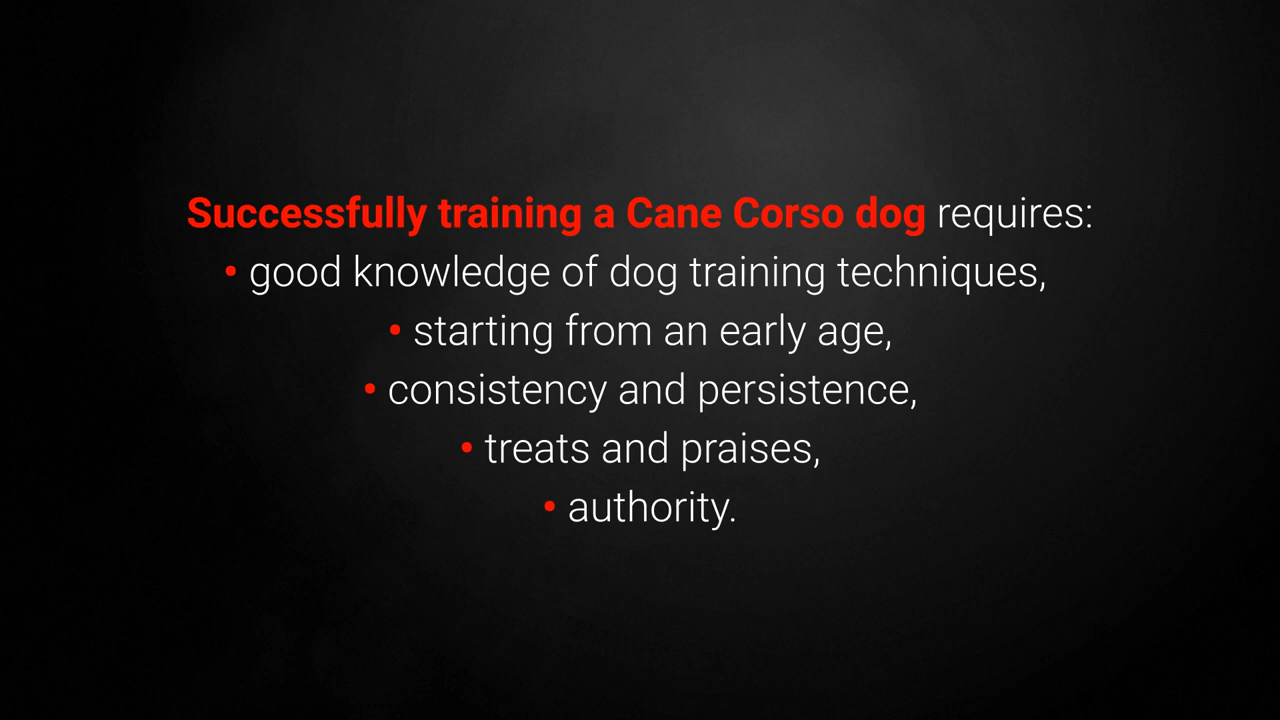 Successfully training a Cane Corso dog requires:
• good knowledge of dog training techniques,
• starting from an early age,
• consistency and persistence,
• treats and praises,
• authority.